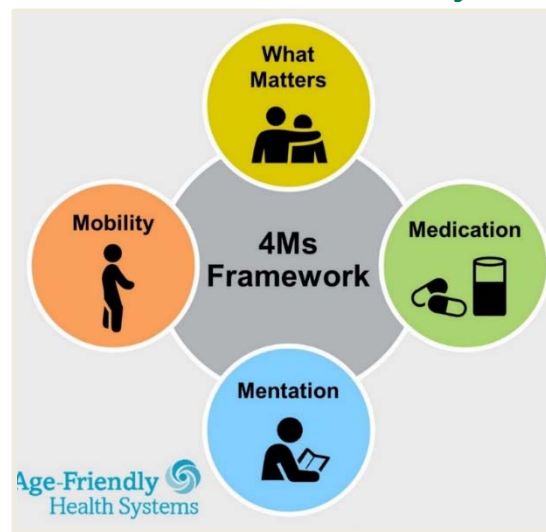 What
Matters
Mobility
4Ms
Framework
Medication
Mentation
Age-Friendly
Health Systems